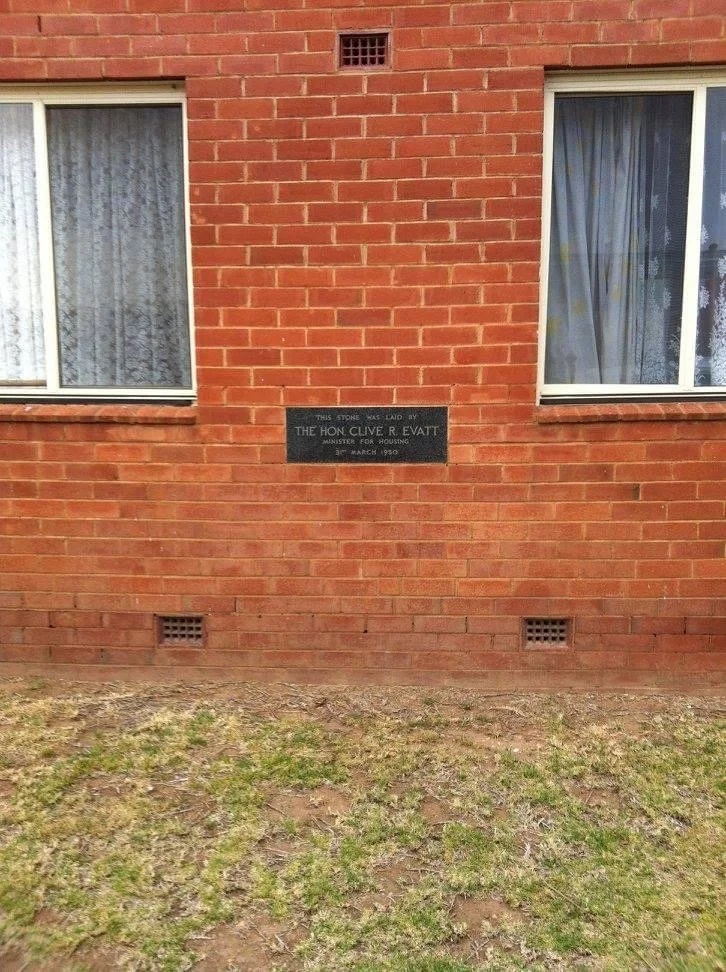 THIS STONE WAS LAID BY
THE HON. CLIVE R. EVATT
MINISTER FOR HOUSING
31ST MARCH 1950